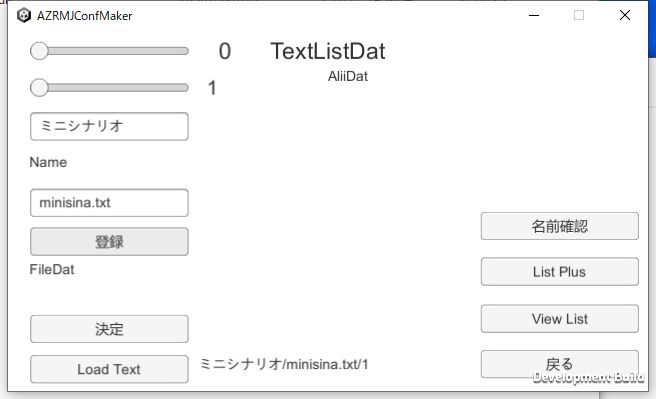 AZRMJConfMaker
0
TextListDat
AliiDat
1
ミニシナリオ
Name
minisina.txt
登録
FileDat
決定
Load Text
ミニシナリオ/minisina.txt/1
名前確認
List Plus
View List
戻る
Development Build